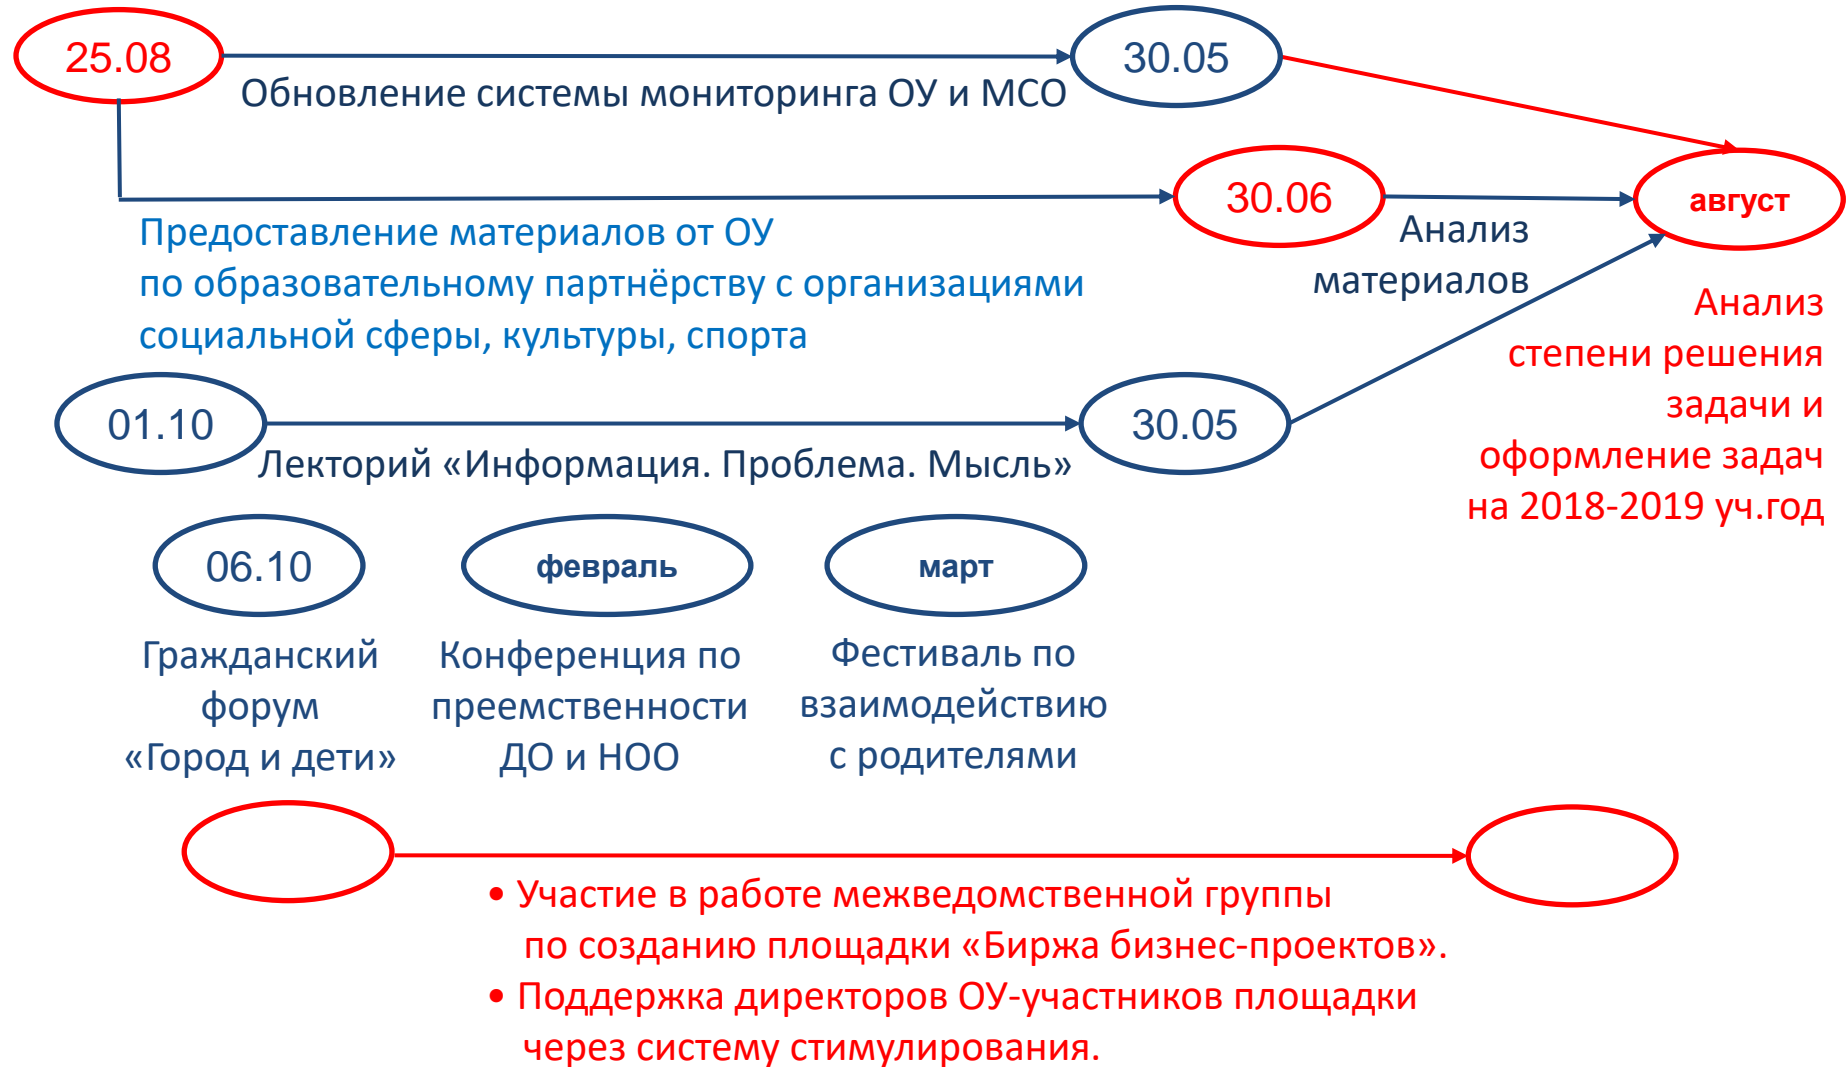 25.08
30.05
Обновление системы мониторинга ОУ и МСО
30.06
август
Предоставление материалов от ОУ
по образовательному партнёрству с организациями
социальной сферы, культуры, спорта
Анализ
материалов
Анализ
степени решения
задачи и
оформление задач
на 2018-2019 уч.год
01.10
30.05
Лекторий «Информация. Проблема. Мысль»
06.10
февраль
март
Гражданский
форум
«Город и дети»
Конференция по
преемственности
ДО и НОО
Фестиваль по
взаимодействию
с родителями
• Участие в работе межведомственной группы
по созданию площадки «Биржа бизнес-проектов».
• Поддержка директоров ОУ-участников площадки
через систему стимулирования.